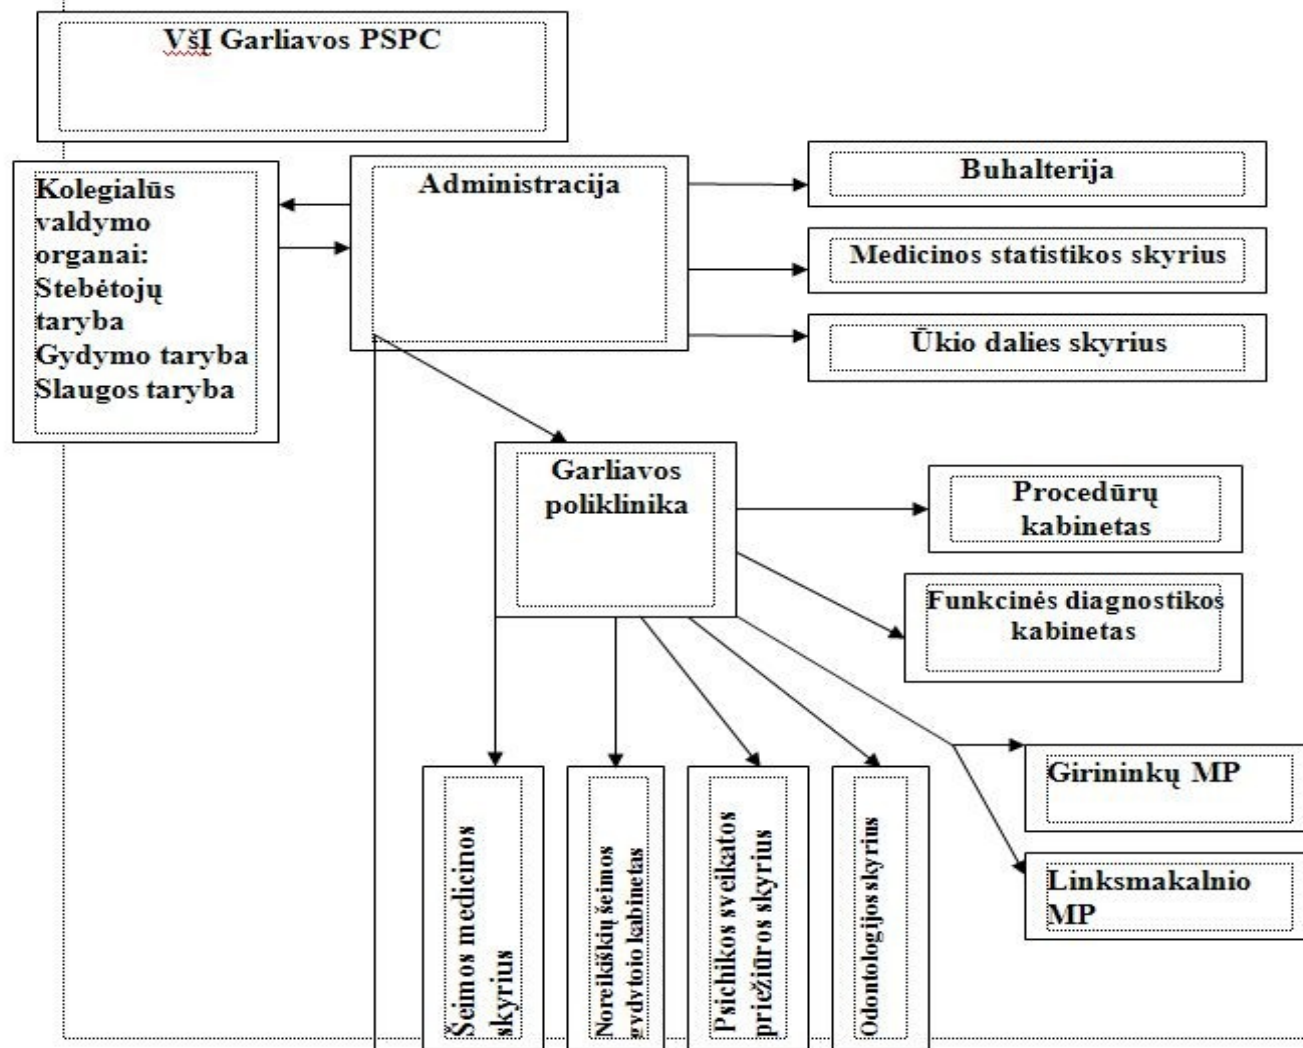 VšĮ Garliavos PSPC
Kolegialūs
valdymo
organai:
Stebėtojų
taryba
Gydymo taryba
Slaugos taryba
Administracija
Buhalterija
Medicinos statistikos skyrius
Ūkio dalies skyrius
Garliavos
poliklinika
Procedūrų
kabinetas
Funkcinės diagnostikos
kabinetas
Girininkų MP
Linksmakalnio
MP
Šeimos medicinos
skyrius
Noreikiškių šeimos
gydytojo kabinetas
Psichikos sveikatos
priežiūros skyrius
Odontologijos skyrius